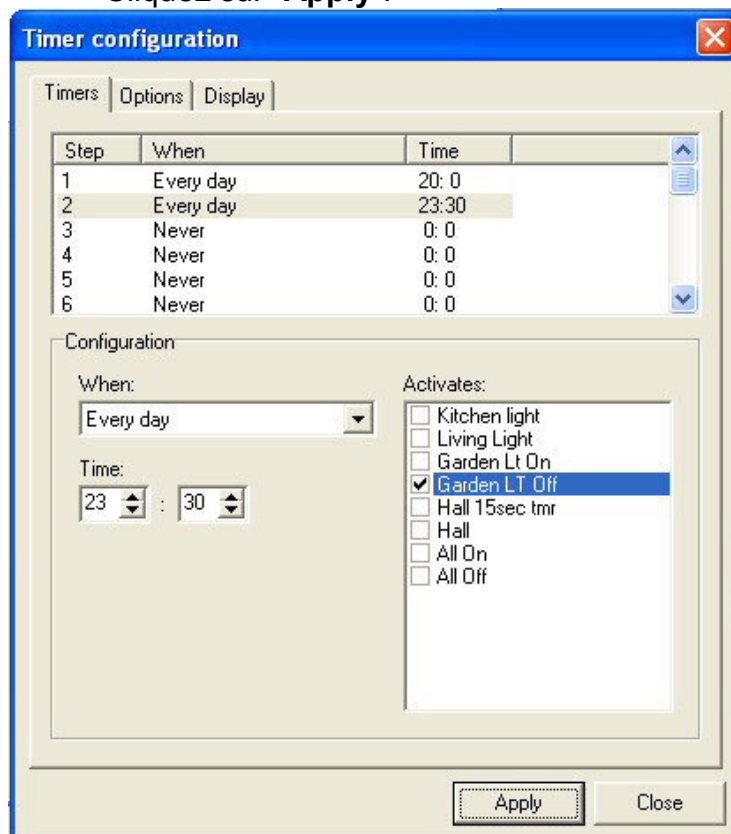 Cliquez sur "Apply".
Timer configuration
Timers Options Display
Step When Time
1 Every day 20: 0
2 Every day 23:30
3 Never 0: 0
4 Never 0: 0
5 Never 0: 0
6 Never 0: 0
Configuration
When:
Every day
Time:
23 : 30
Activates:
Kitchen light
Living Light
Garden Lt On
Garden LT Off
Hall 15sec tmr
Hall
All On
All Off
Apply Close